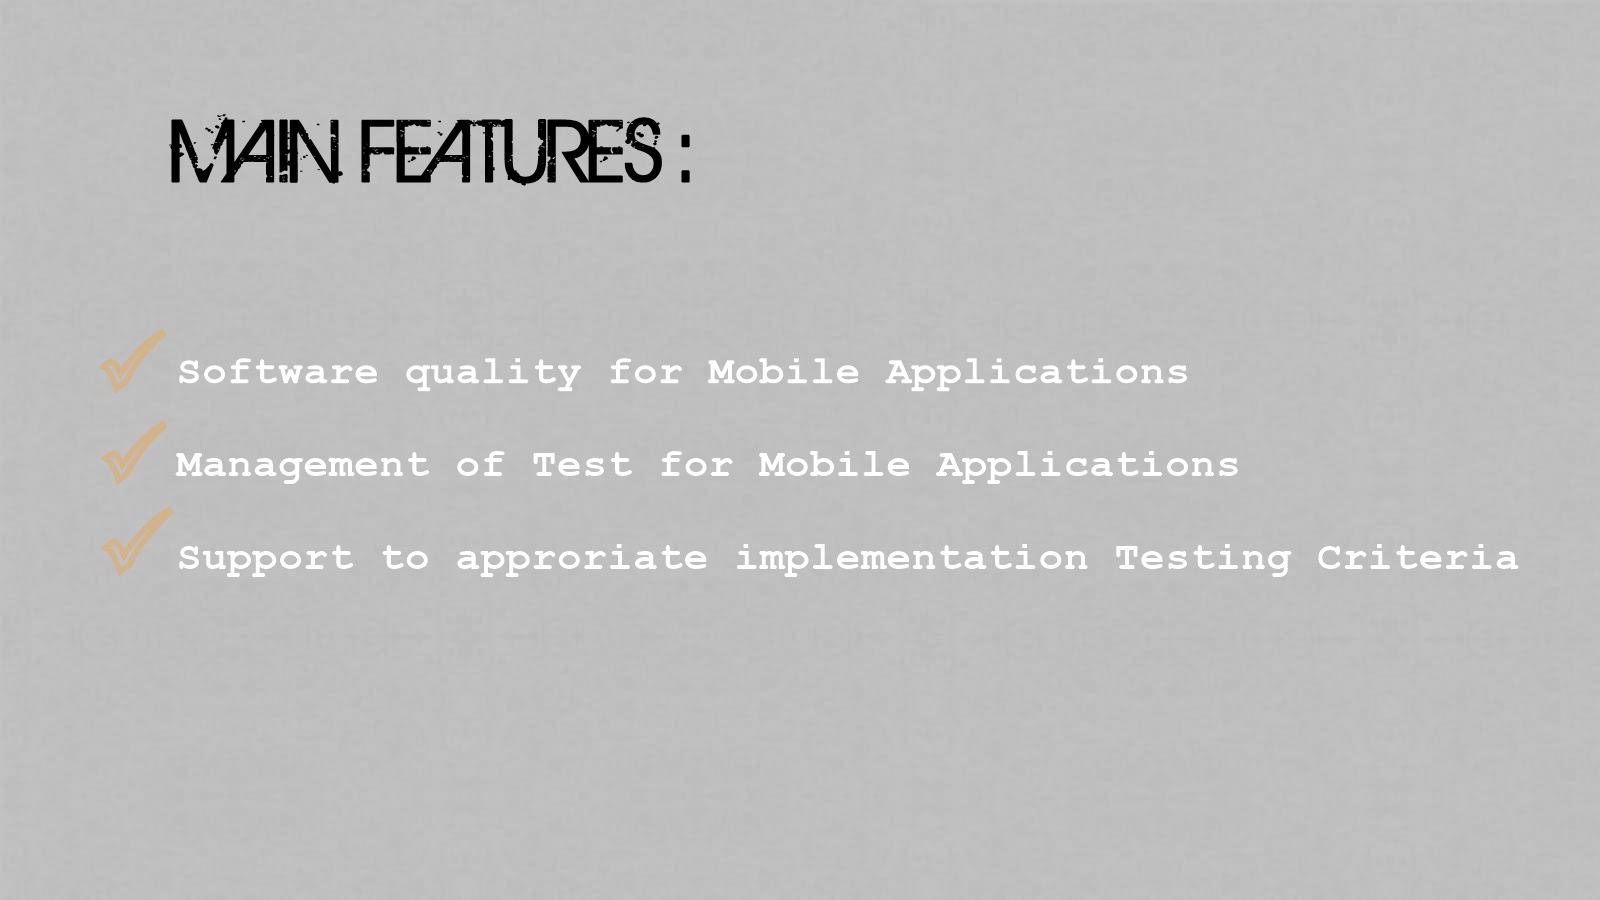 MAIN FEATURES :
Software quality for Mobile Applications
Management of Test for Mobile Applications
Support to approriate implementation Testing Criteria